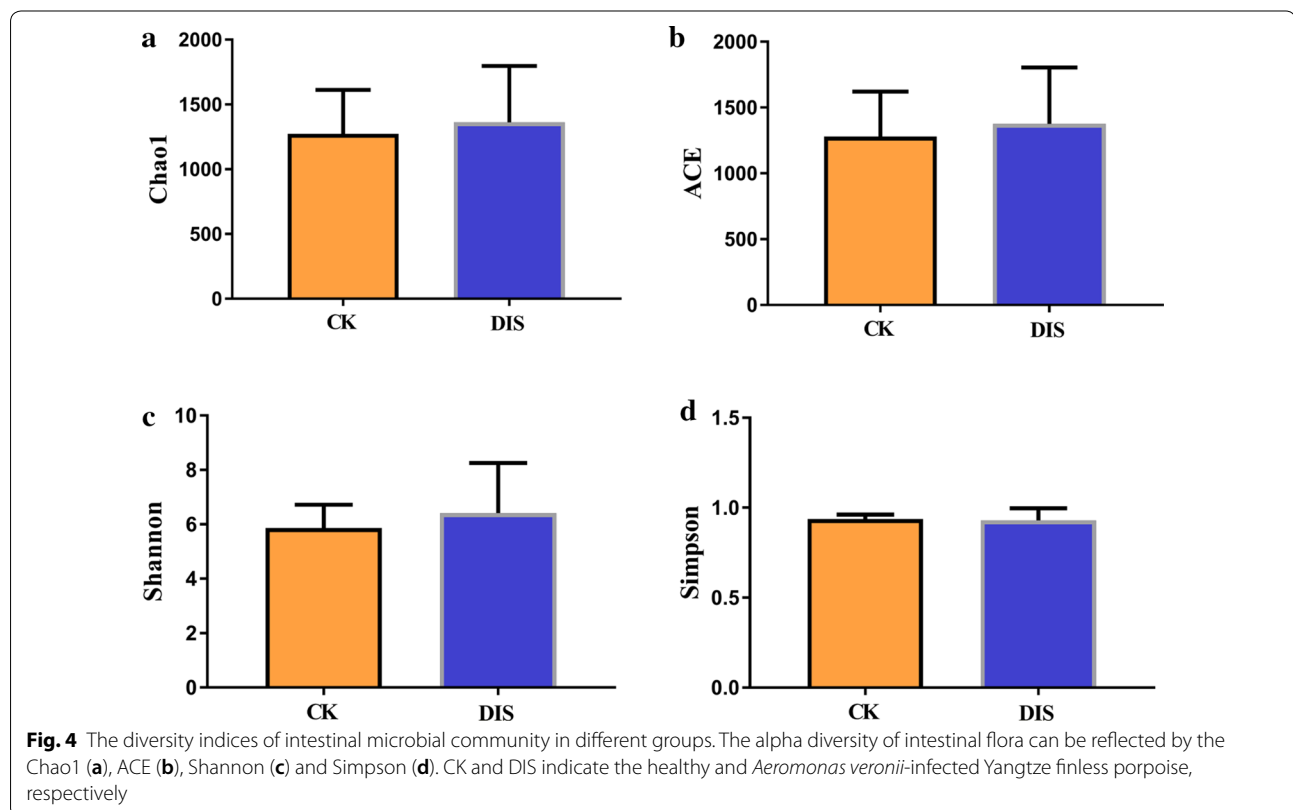 a
2000
1500
1000
500
0
Chao1
CK
DIS
b
2000
1500
1000
500
0
ACE
CK
DIS
c
10
8
6
4
2
0
Shannon
CK
DIS
d
1.5
1.0
0.5
0.0
Simpson
CK
DIS
Fig. 4 The diversity indices of intestinal microbial community in different groups. The alpha diversity of intestinal flora can be reflected by the
Chao1 (a), ACE (b), Shannon (c) and Simpson (d). CK and DIS indicate the healthy and Aeromonas veronii-infected Yangtze finless porpoise,
respectively